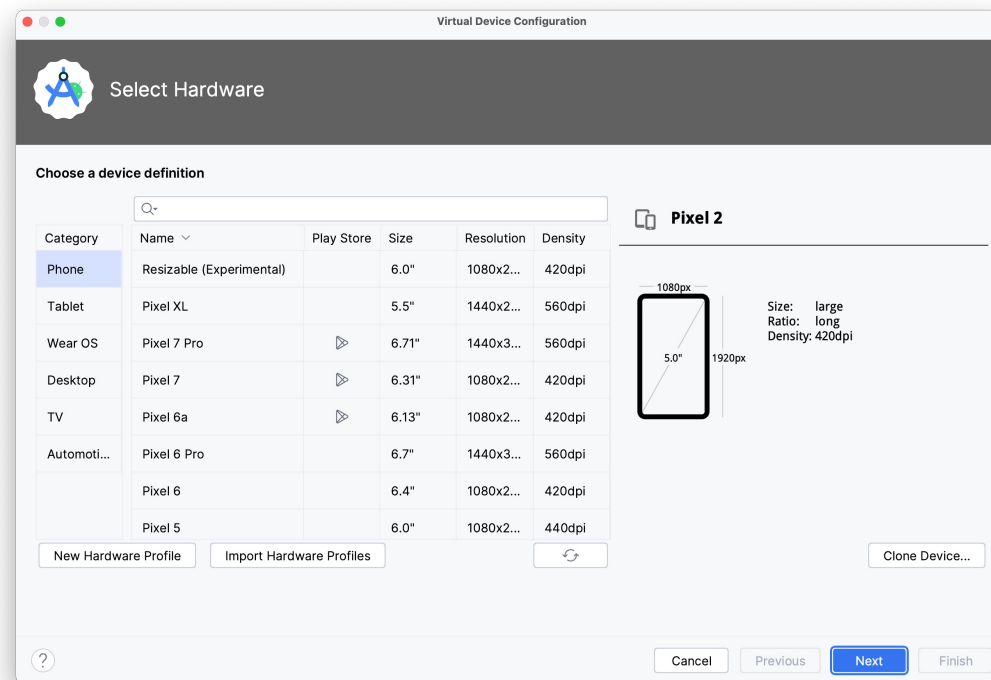 Virtual Device Configuration
Select Hardware
Choose a device definition
Category Name Play Store Size Resolution Density
Phone Resizable (Experimental) 6.0" 1080x2... 420dpi
Tablet Pixel XL 5.5" 1440x2... 560dpi
Wear OS Pixel 7 Pro 6.71" 1440x3... 560dpi
Desktop Pixel 7 6.31" 1080x2... 420dpi
TV Pixel 6a 6.13" 1080x2... 420dpi
Automoti... Pixel 6 Pro 6.7" 1440x3... 560dpi
Pixel 6 6.4" 1080x2... 420dpi
Pixel 5 6.0" 1080x2... 440dpi
New Hardware Profile Import Hardware Profiles
Pixel 2
1080px
5.0" 1920px
Size: large
Ratio: long
Density: 420dpi
Clone Device...
? Cancel Previous Next Finish